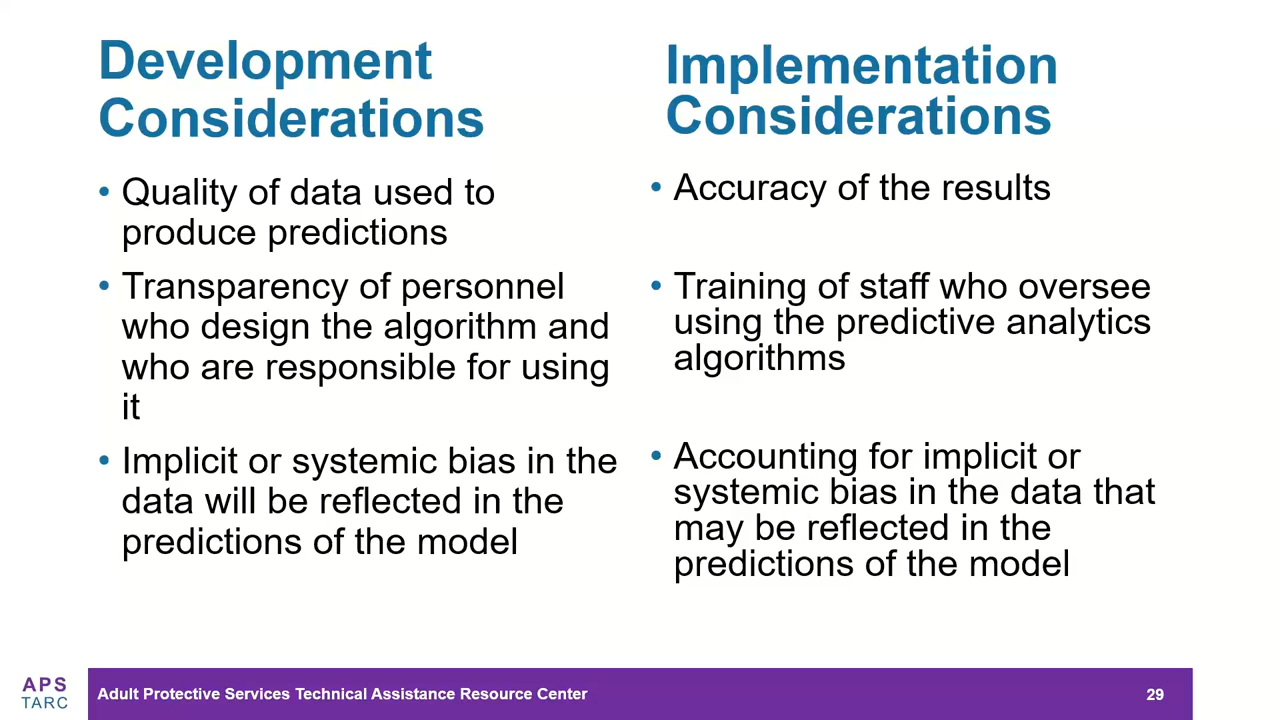 Development
Considerations
• Quality of data used to
produce predictions
• Transparency of personnel
who design the algorithm and
who are responsible for using
it
• Implicit or systemic bias in the
data will be reflected in the
predictions of the model
Implementation
Considerations
• Accuracy of the results
• Training of staff who oversee
using the predictive analytics
algorithms
• Accounting for implicit or
systemic bias in the data that
may be reflected in the
predictions of the model
APS
TARC
Adult Protective Services Technical Assistance Resource Center
29